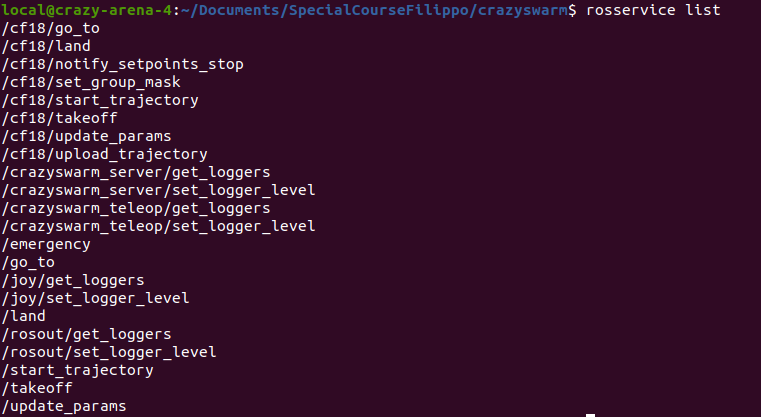 local@crazy-arena-4:~/Documents/SpecialCourseFilippo/crazyswarm$ rosservice list
/cf18/go_to
/cf18/land
/cf18/notify_setpoints_stop
/cf18/set_group_mask
/cf18/start_trajectory
/cf18/takeoff
/cf18/update_params
/cf18/upload_trajectory
/crazyswarm_server/get_loggers
/crazyswarm_server/set_logger_level
/crazyswarm_teleop/get_loggers
/crazyswarm_teleop/set_logger_level
/emergency
/go_to
/joy/get_loggers
/joy/set_logger_level
/land
/rosout/get_loggers
/rosout/set_logger_level
/start_trajectory
/takeoff
/update_params